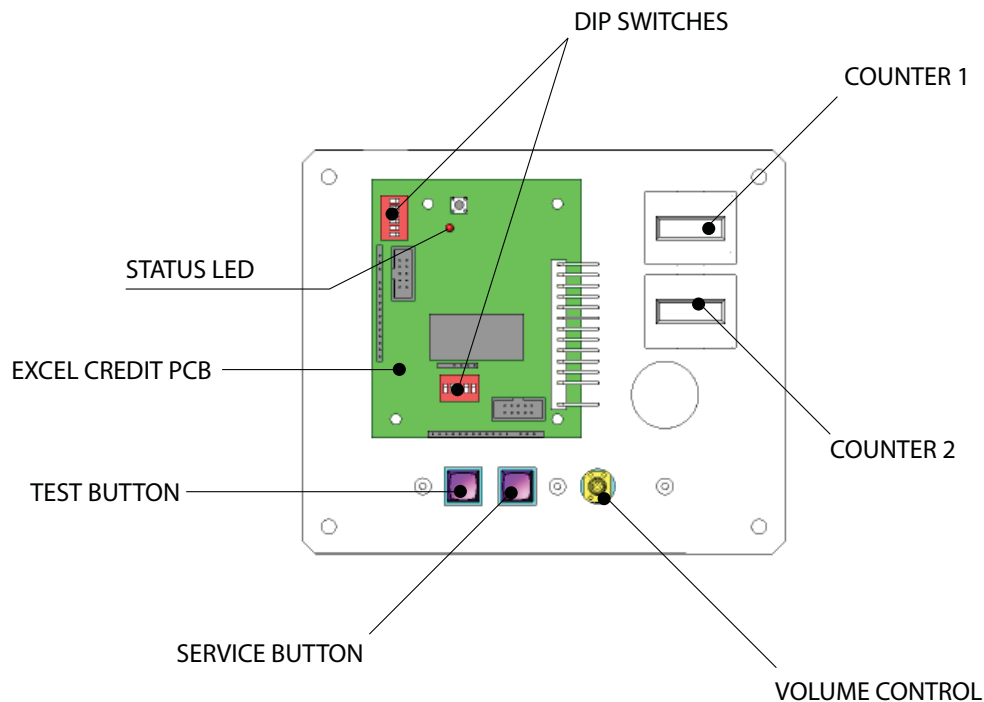 DIP SWITCHES
COUNTER 1
STATUS LED
EXCEL CREDIT PCB
COUNTER 2
TEST BUTTON
SERVICE BUTTON
VOLUME CONTROL